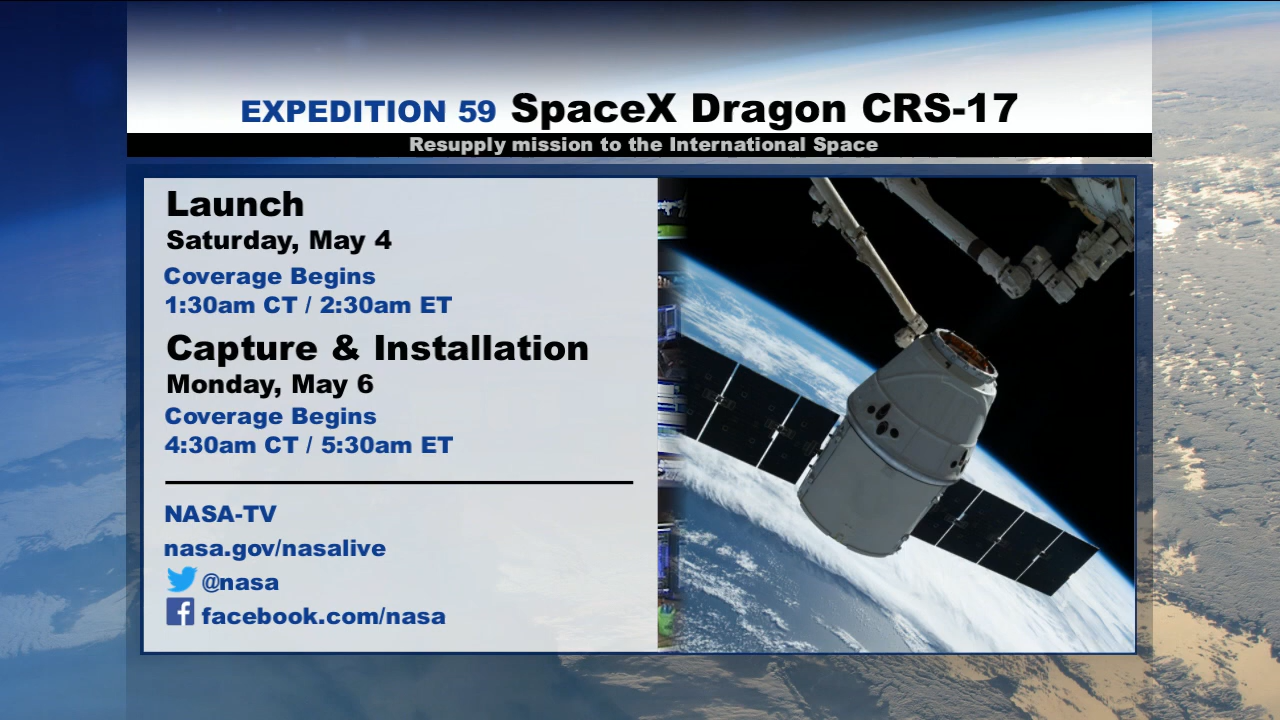 EXPEDITION 59 SpaceX Dragon CRS-17
Resupply mission to the International Space
Launch
Saturday, May 4
Coverage Begins
1:30am CT / 2:30am ET
Capture & Installation
Monday, May 6
Coverage Begins
4:30am CT / 5:30am ET
NASA-TV
nasa.gov/nasalive
@nasa
facebook.com/nasa